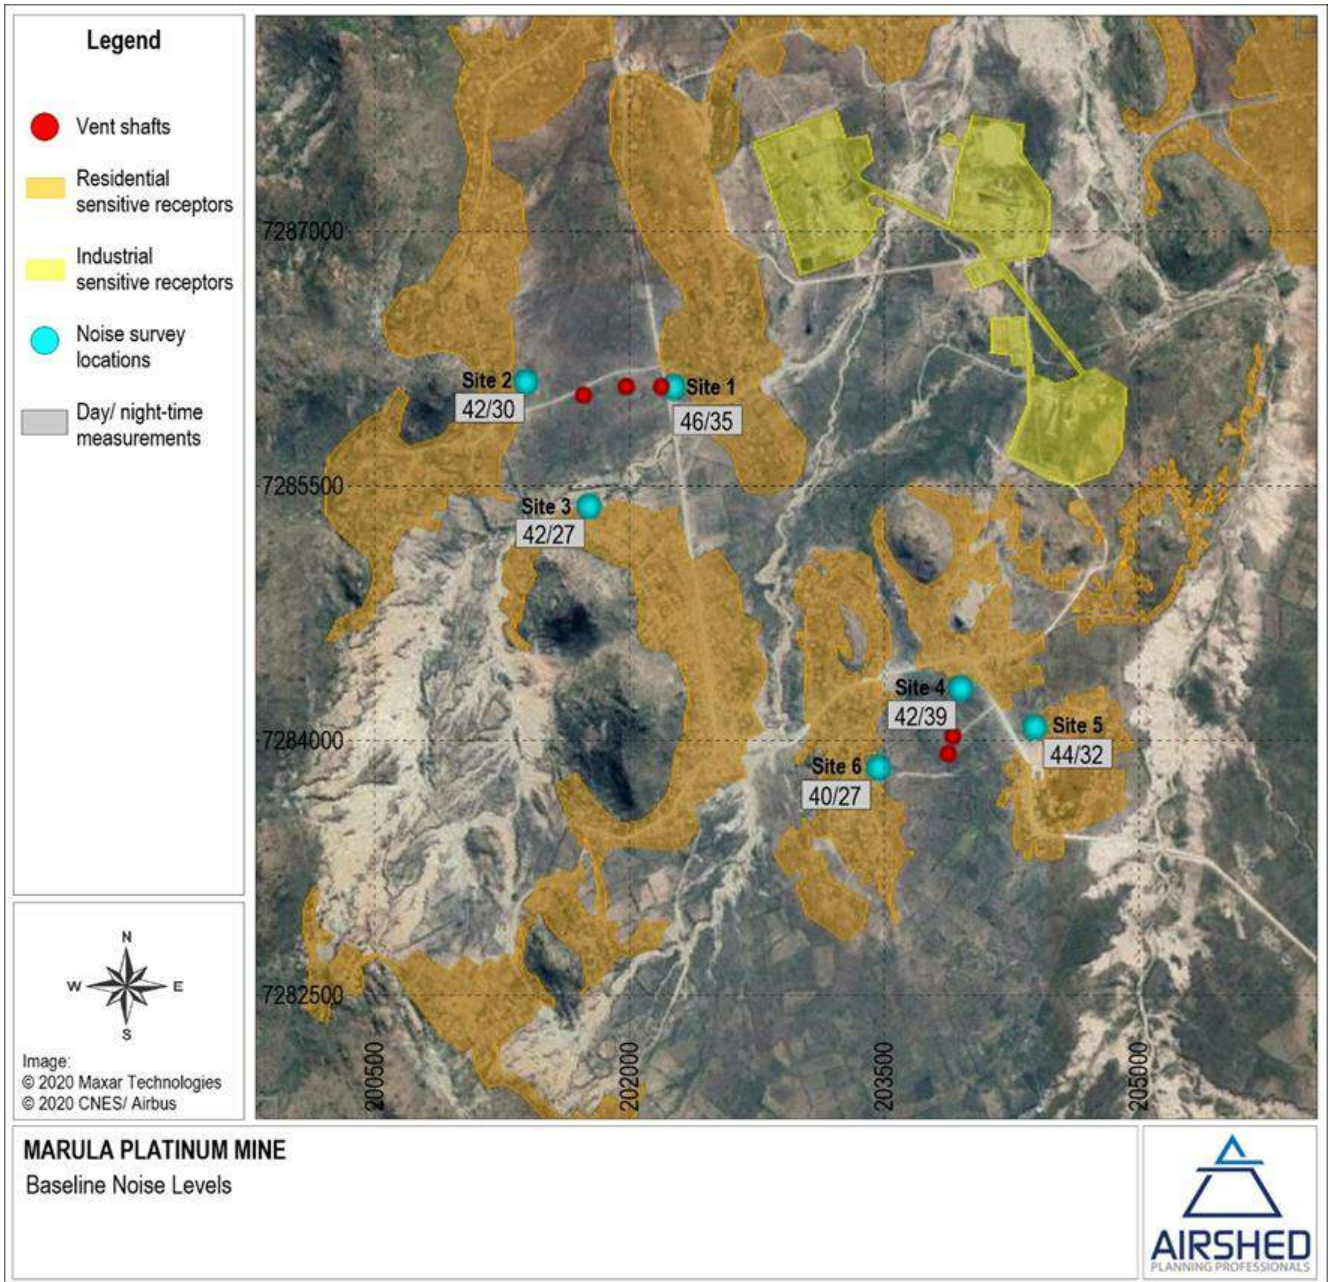 Legend
Vent shafts
Residential
sensitive receptors
Industrial
sensitive receptors
Noise survey
locations
Day/ night-time
measurements
N
W
E
S
Image:
© 2020 Maxar Technologies
© 2020 CNES/ Airbus
7287000
Site 2
42/30
Site 1
46/35
7285500
Site 3
42/27
Site 4
42/39
7284000
Site 5
44/32
Site 6
40/27
7282500
200500
202000
203500
205000
MARULA PLATINUM MINE
Baseline Noise Levels
AIRSHED
PLANNING PROFESSIONALS